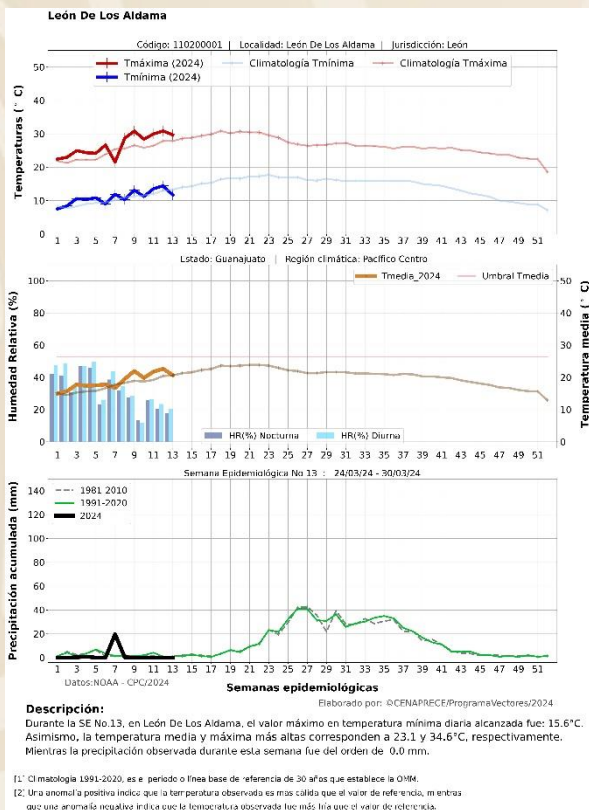 León De Los Aldama
Código: 110200001 | Localidad: León De Los Aldama | Jurisdicción: León
Tmáxima (2024) Climatología Tmínima Climatología Tmáxima
Tmínima (2024)
Temperaturas (° C)
50
40
30
20
10
0
1 3 5 7 9 11 13 15 17 19 21 23 25 27 29 31 33 35 37 39 41 43 45 47 49 51
Estado: Guanajuato | Región climática: Pacífico Centro
Tmedia_2024 Umbral Tmedia
Humedad Relativa (%)
100
80
60
40
20
0
Temperatura media (° C)
50
40
30
20
10
0
HR(%) Nocturna HR(%) Diurna
1 3 5 7 9 11 13 15 17 19 21 23 25 27 29 31 33 35 37 39 41 43 45 47 49 51
Semana Epidemiológica No 13 : 24/03/24 - 30/03/24
1981 2010
1991-2020
2024
Precipitación acumulada (mm)
140
120
100
80
60
40
20
0
1 3 5 7 9 11 13 15 17 19 21 23 25 27 29 31 33 35 37 39 41 43 45 47 49 51
Datos:NOAA - CPC/2024
Semanas epidemiológicas
Elaborado por: ©CENAPRECE/ProgramaVectores/2024
Descripción:
Durante la SE No.13, en León De Los Aldama, el valor máximo en temperatura mínima diaria alcanzada fue: 15.6°C.
Asimismo, la temperatura media y máxima más altas corresponden a 23.1 y 34.6°C, respectivamente.
Mientras la precipitación observada durante esta semana fue del orden de 0.0 mm.
[1] Climatología 1991-2020, es el periodo o línea base de referencia de 30 años que establece la OMM.
[2] Una anomalía positiva indica que la temperatura observada es mas cálida que el valor de referencia, mientras
que una anomalía negativa indica que la temperatura observada fue más fría que el valor de referencia.